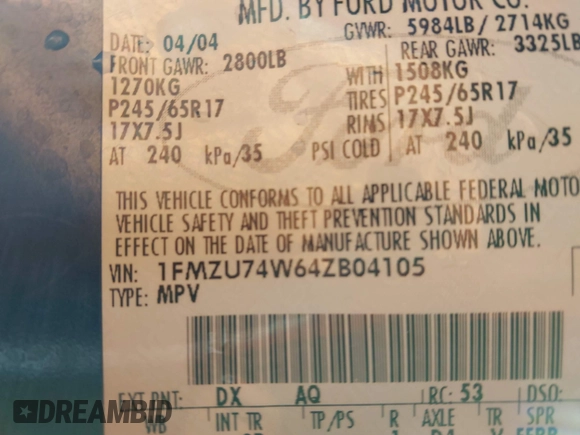 MFD. BY FORD MOTOR CO.
DATE: 04/04 GVWR: 5984LB / 2714KG
FRONT GAWR: 2800LB REAR GAWR: 3325LB
1270KG WITH 1508KG
P245/65R17 TIRES P245/65R17
17X7.5J RIMS 17X7.5J
AT 240 kPa/35 PSI COLD AT 240 kPa/35
THIS VEHICLE CONFORMS TO ALL APPLICABLE FEDERAL MOTO
VEHICLE SAFETY AND THEFT PREVENTION STANDARDS IN
EFFECT ON THE DATE OF MANUFACTURE SHOWN ABOVE.
VIN: 1FMZU74W64ZB04105
TYPE: MPV
EXT PNT: DX AQ RC: 53 DSO:
WB INT TR TP/PS R AXLE TR SPR
Ford
DREAMBID